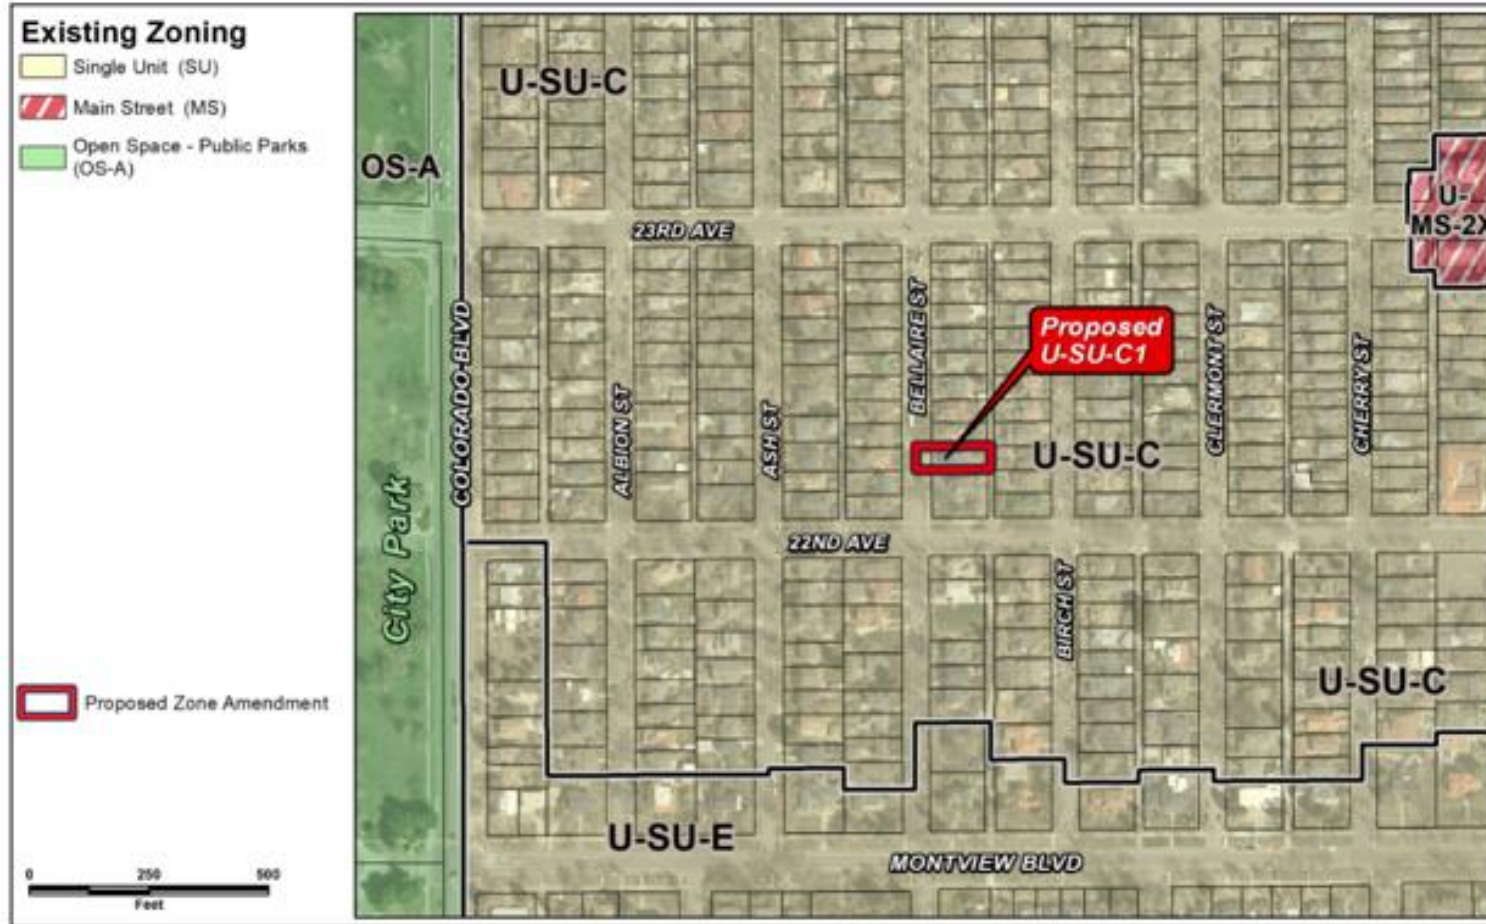 Existing Zoning
Single Unit (SU)
Main Street (MS)
Open Space - Public Parks
(OS-A)
Proposed Zone Amendment
0 250 500
Feet
U-SU-C
OS-A
23RD AVE
U-
MS-2X
COLORADO BLVD
BELLAIRE ST
Proposed
U-SU-C1
CLERMONT ST
CHERRY ST
ALBION ST
ASH ST
U-SU-C
City Park
22ND AVE
BIRCH ST
U-SU-C
U-SU-E
MONTVIEW BLVD